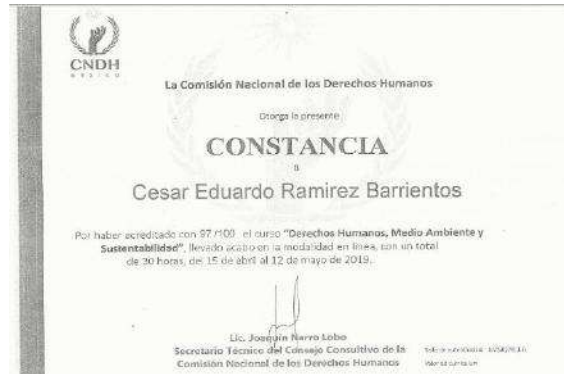 CNDH
MÉXICO
La Comisión Nacional de los Derechos Humanos
Otorga la presente
CONSTANCIA
a
Cesar Eduardo Ramirez Barrientos
Por haber acreditado con 97 /100 el curso "Derechos Humanos, Medio Ambiente y
Sustentabilidad", llevado acabo en la modalidad en línea, con un total
de 30 horas, del 15 de abril al 12 de mayo de 2019.
Lic. Joaquín Narro Lobo
Secretario Técnico del Consejo Consultivo de la
Comisión Nacional de los Derechos Humanos